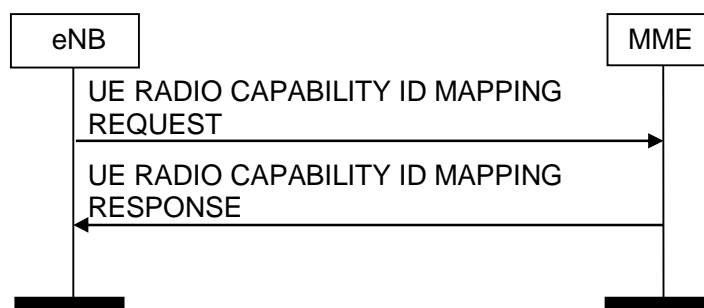 eNB
MME
UE RADIO CAPABILITY ID MAPPING
REQUEST
UE RADIO CAPABILITY ID MAPPING
RESPONSE